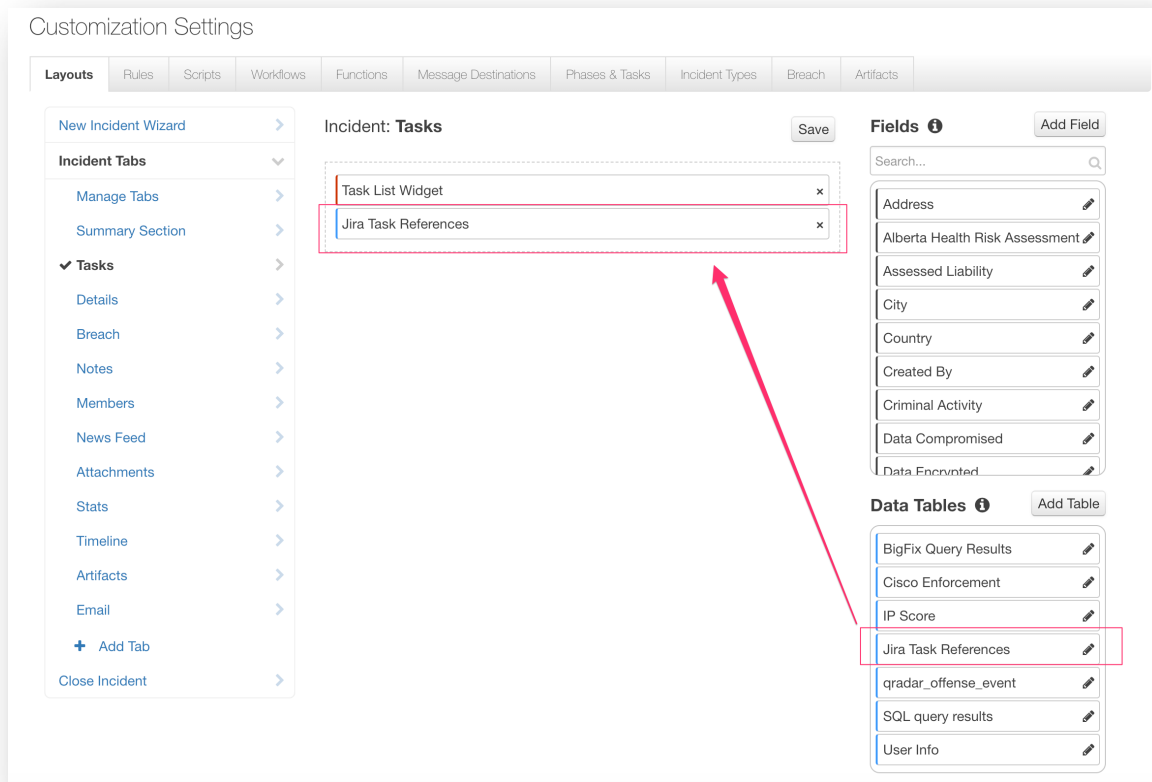 Customization Settings
Layouts Rules Scripts Workflows Functions Message Destinations Phases & Tasks Incident Types Breach Artifacts
New Incident Wizard
Incident Tabs
Manage Tabs
Summary Section
Tasks
Details
Breach
Notes
Members
News Feed
Attachments
Stats
Timeline
Artifacts
Email
Add Tab
Close Incident
Incident: Tasks
Save
Task List Widget
Jira Task References
Fields
Add Field
Search...
Address
Alberta Health Risk Assessment
Assessed Liability
City
Country
Created By
Criminal Activity
Data Compromised
Data Encrypted
Data Tables
Add Table
BigFix Query Results
Cisco Enforcement
IP Score
Jira Task References
qradar_offense_event
SQL query results
User Info